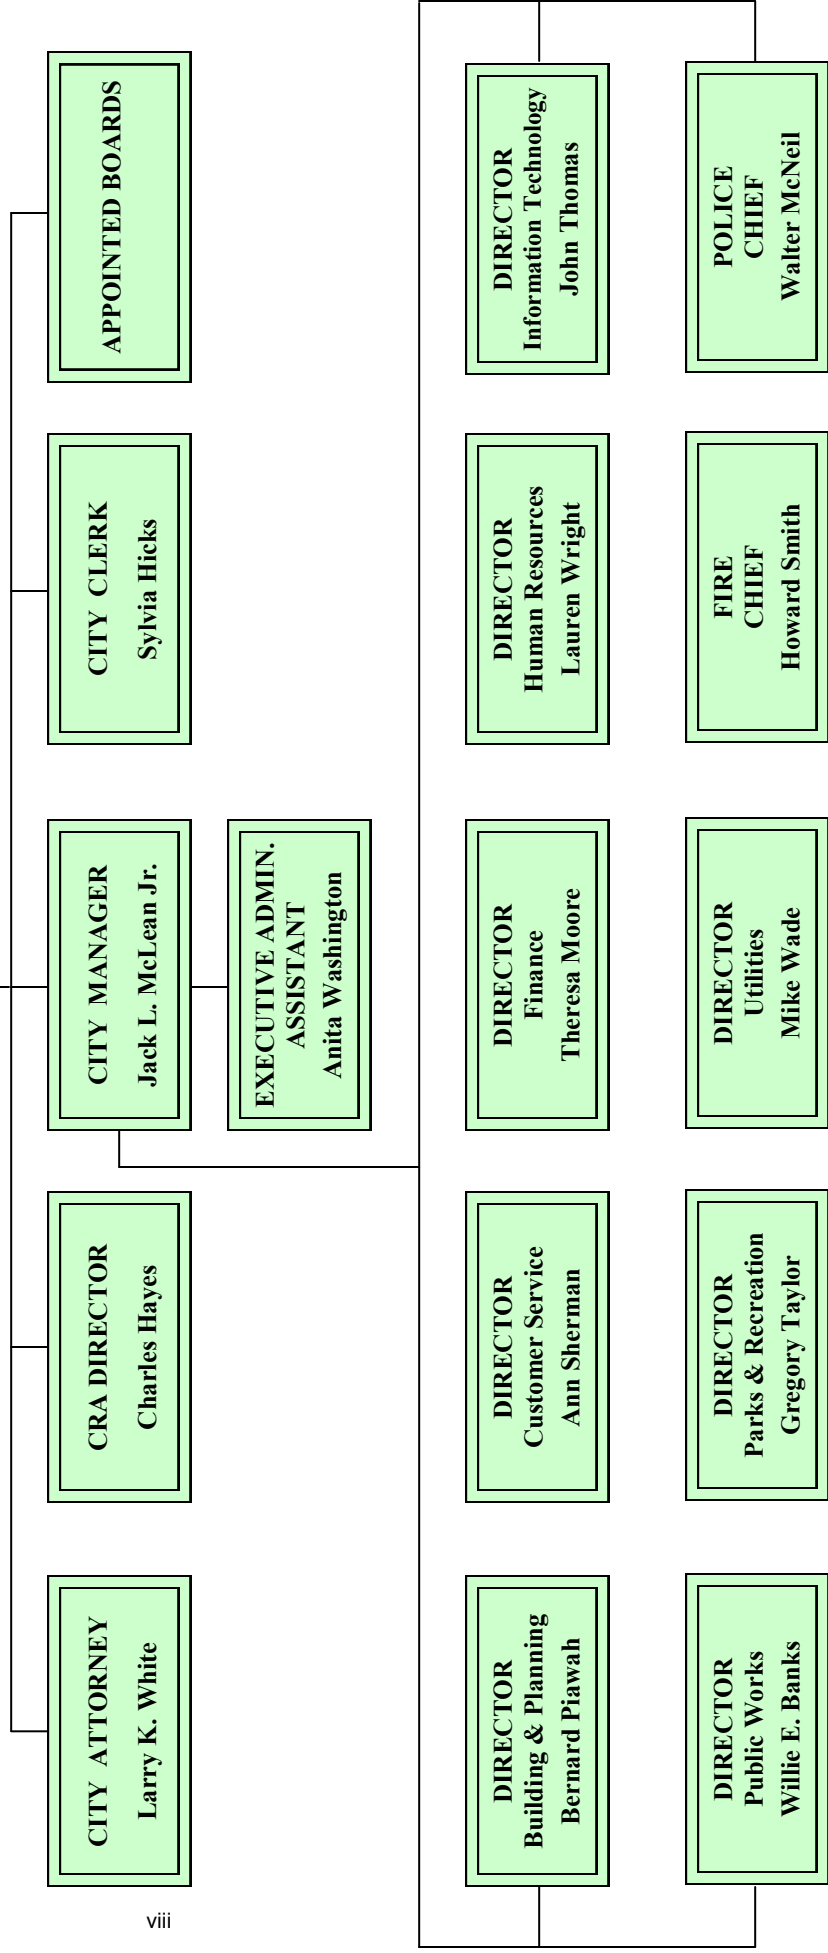 CITY ATTORNEY
Larry K. White
CRA DIRECTOR
Charles Hayes
CITY MANAGER
Jack L. McLean Jr.
CITY CLERK
Sylvia Hicks
APPOINTED BOARDS
EXECUTIVE ADMIN.
ASSISTANT
Anita Washington
DIRECTOR
Building & Planning
Bernard Piawah
DIRECTOR
Customer Service
Ann Sherman
DIRECTOR
Finance
Theresa Moore
DIRECTOR
Human Resources
Lauren Wright
DIRECTOR
Information Technology
John Thomas
DIRECTOR
Public Works
Willie E. Banks
DIRECTOR
Parks & Recreation
Gregory Taylor
DIRECTOR
Utilities
Mike Wade
FIRE
CHIEF
Howard Smith
POLICE
CHIEF
Walter McNeil
viii